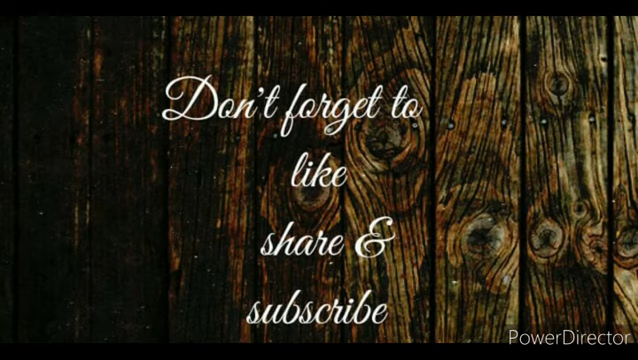 Don't forget to
like
share &
subscribe
PowerDirector